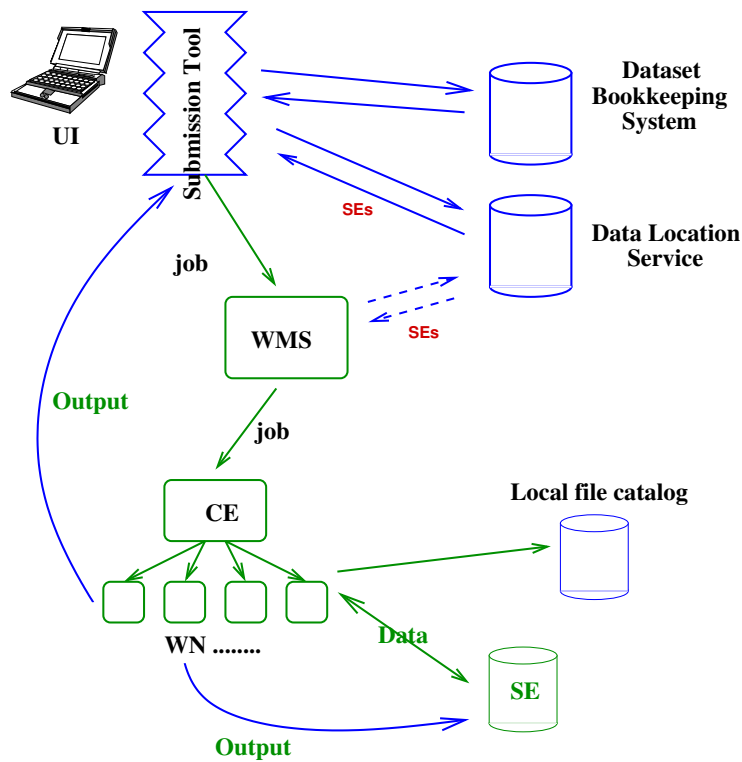 Submission Tool
UI
Dataset
Bookkeeping
System
SEs
Data Location
Service
job
SEs
WMS
Output
job
CE
Local file catalog
Data
WN ........
SE
Output